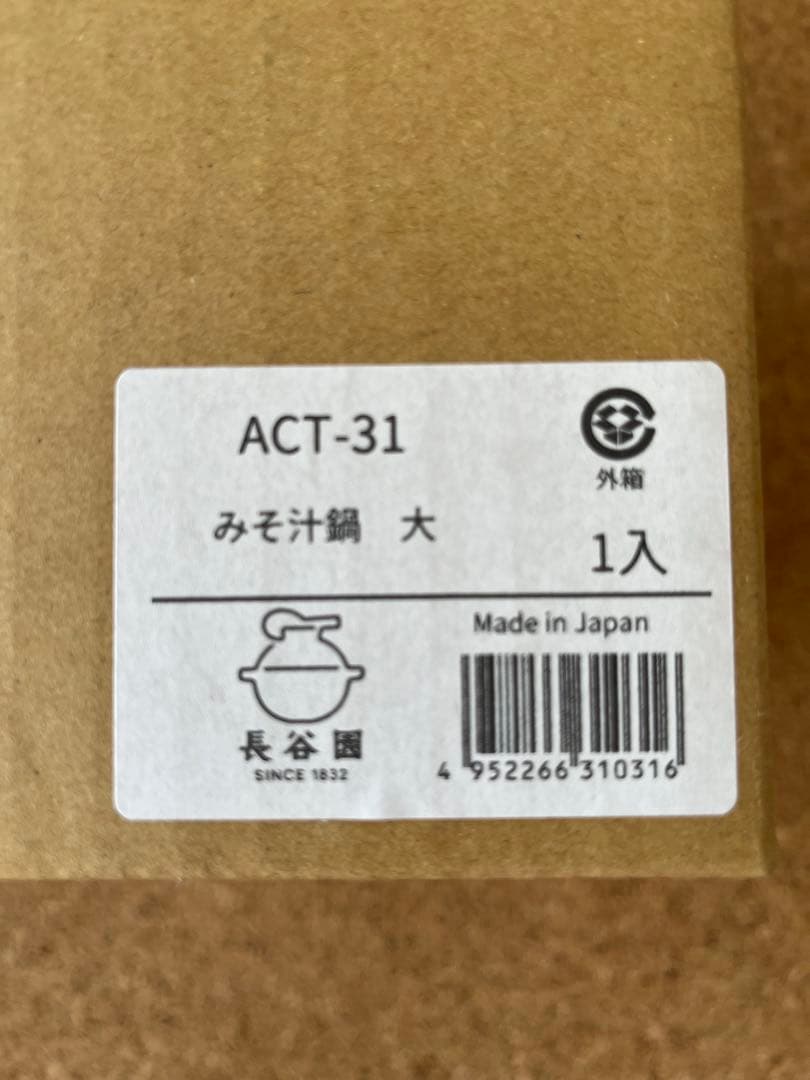 ACT-31
外箱
みそ汁鍋　大
1入
Made in Japan
長谷園
SINCE 1832
4 952266 310316